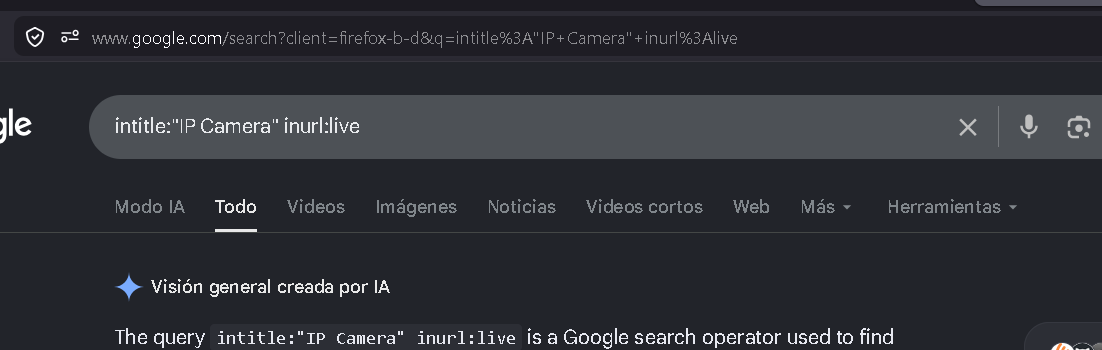 www.google.com/search?client=firefox-b-d&q=intitle%3A"IP+Camera"+inurl%3Alive
gle
intitle:"IP Camera" inurl:live
Modo IA Todo Videos Imágenes Noticias Videos cortos Web Más Herramientas
Visión general creada por IA
The query intitle:"IP Camera" inurl:live is a Google search operator used to find